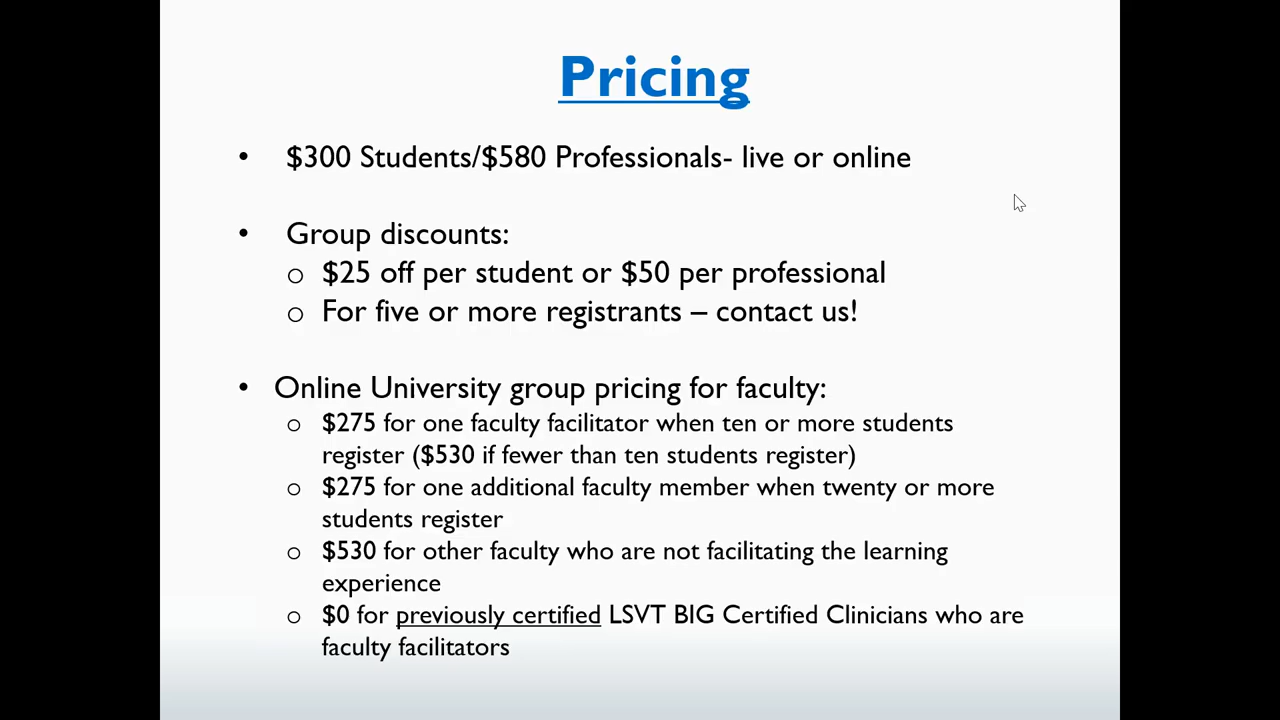 Pricing
• $300 Students/$580 Professionals- live or online
• Group discounts:
o $25 off per student or $50 per professional
o For five or more registrants – contact us!
• Online University group pricing for faculty:
o $275 for one faculty facilitator when ten or more students
register ($530 if fewer than ten students register)
o $275 for one additional faculty member when twenty or more
students register
o $530 for other faculty who are not facilitating the learning
experience
o $0 for previously certified LSVT BIG Certified Clinicians who are
faculty facilitators